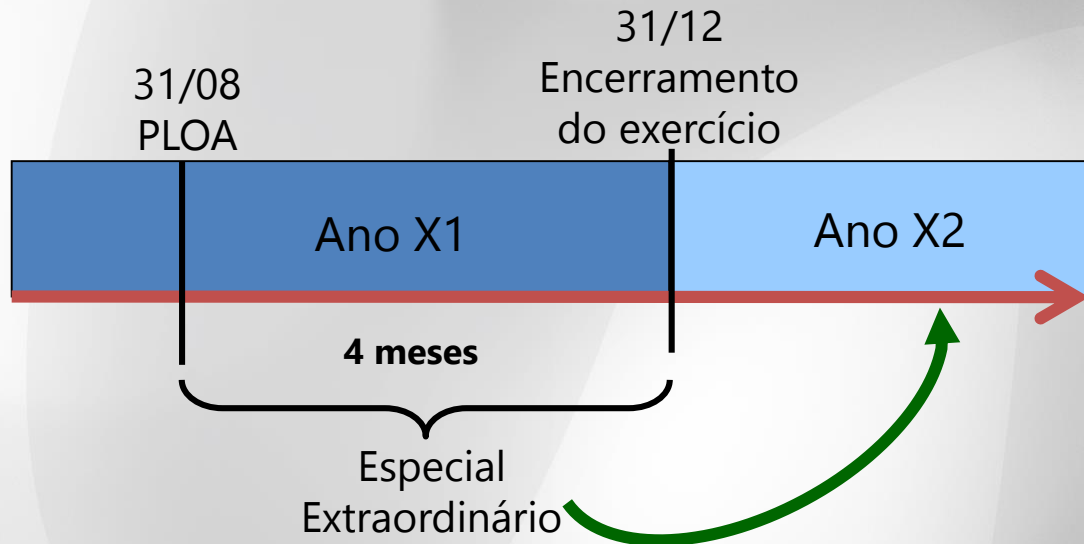 31/08
PLOA
31/12
Encerramento
do exercício
Ano X1
Ano X2
4 meses
Especial
Extraordinário